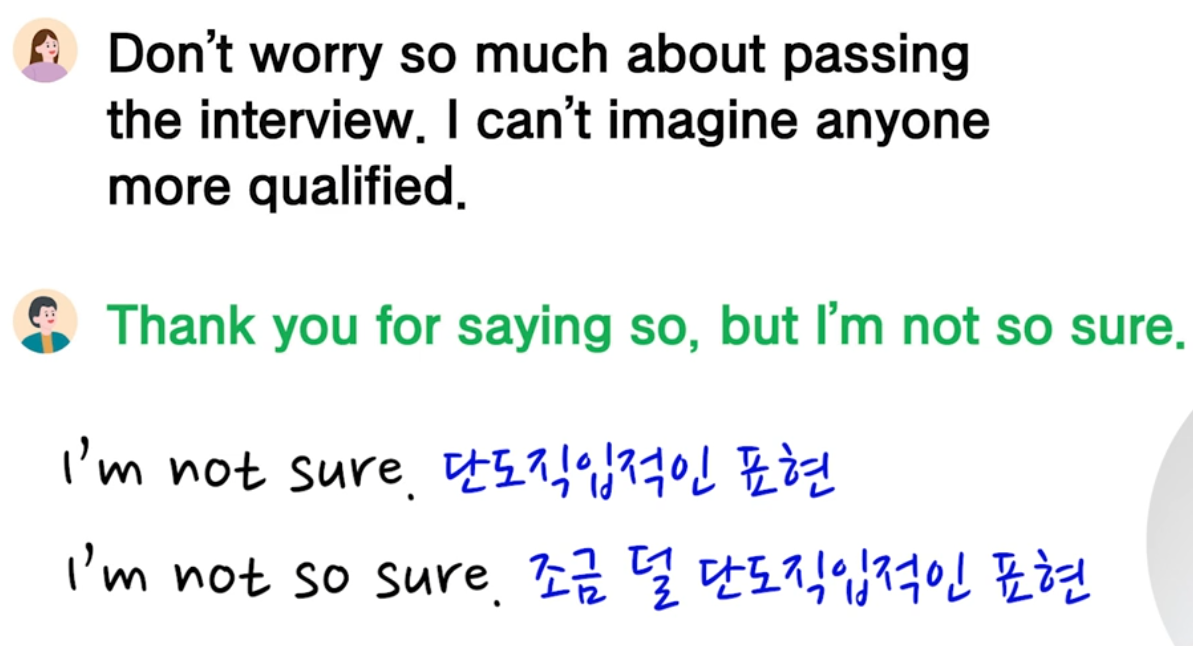 Don't worry so much about passing
the interview. I can't imagine anyone
more qualified.
Thank you for saying so, but I'm not so sure.
I'm not sure. 단도직입적인 표현
I'm not so sure. 조금 덜 단도직입적인 표현